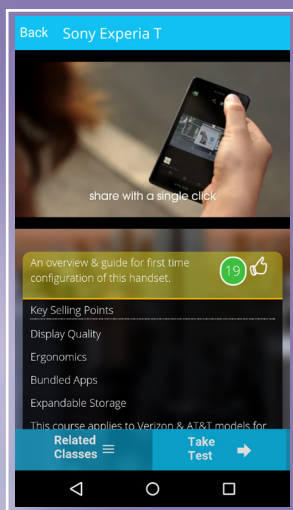 Back Sony Experia T
share with a single click
An overview & guide for first time
configuration of this handset.
19
Key Selling Points
Display Quality
Ergonomics
Bundled Apps
Expandable Storage
This course applies to Verizon & AT&T models for
Related
Classes
Take
Test